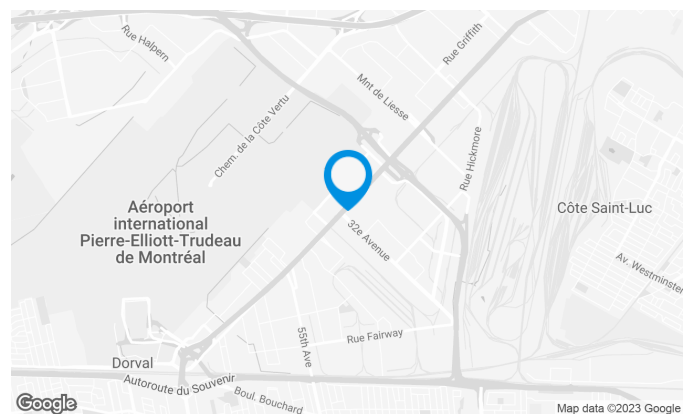 Rue Halpern
Rue Griffith
Mnt de Liesse
Chem. de la Côte Vertu
Rue Hickmore
Aéroport
international
Pierre-Elliott-Trudeau
de Montréal
Côte Saint-Luc
32e Avenue
Av. Westminster
55th Ave
Rue Fairway
Dorval
Autoroute du Souvenir
Boul. Bouchard
Google
Map data ©2023 Google